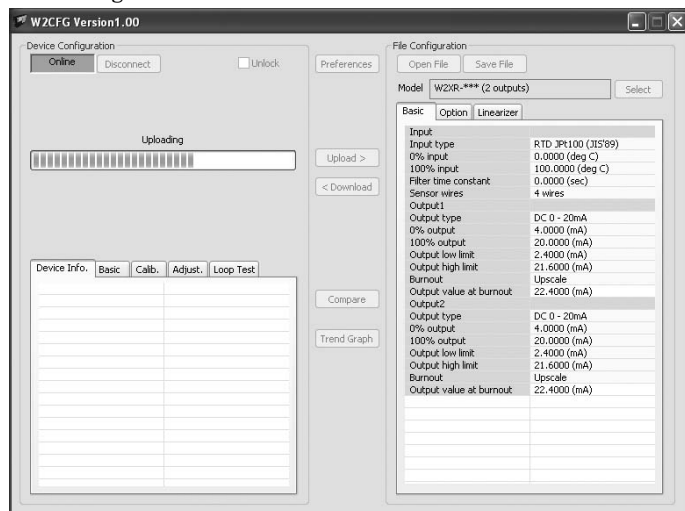 W2CFG Version1.00
Device Configuration
Online
Disconnect
Unlock
Uploading
Device Info.
Basic
Calib.
Adjust.
Loop Test
Preferences
Upload >
< Download
Compare
Trend Graph
File Configuration
Open File
Save File
Model
W2XR-*** (2 outputs)
Select
Basic
Option
Linearizer
Input
Input type RTD JPt100 (JIS'89)
0% input 0.0000 (deg C)
100% input 100.0000 (deg C)
Filter time constant 0.0000 (sec)
Sensor wires 4 wires
Output1
Output type DC 0 - 20mA
0% output 4.0000 (mA)
100% output 20.0000 (mA)
Output low limit 2.4000 (mA)
Output high limit 21.6000 (mA)
Burnout Upscale
Output value at burnout 22.4000 (mA)
Output2
Output type DC 0 - 20mA
0% output 4.0000 (mA)
100% output 20.0000 (mA)
Output low limit 2.4000 (mA)
Output high limit 21.6000 (mA)
Burnout Upscale
Output value at burnout 22.4000 (mA)